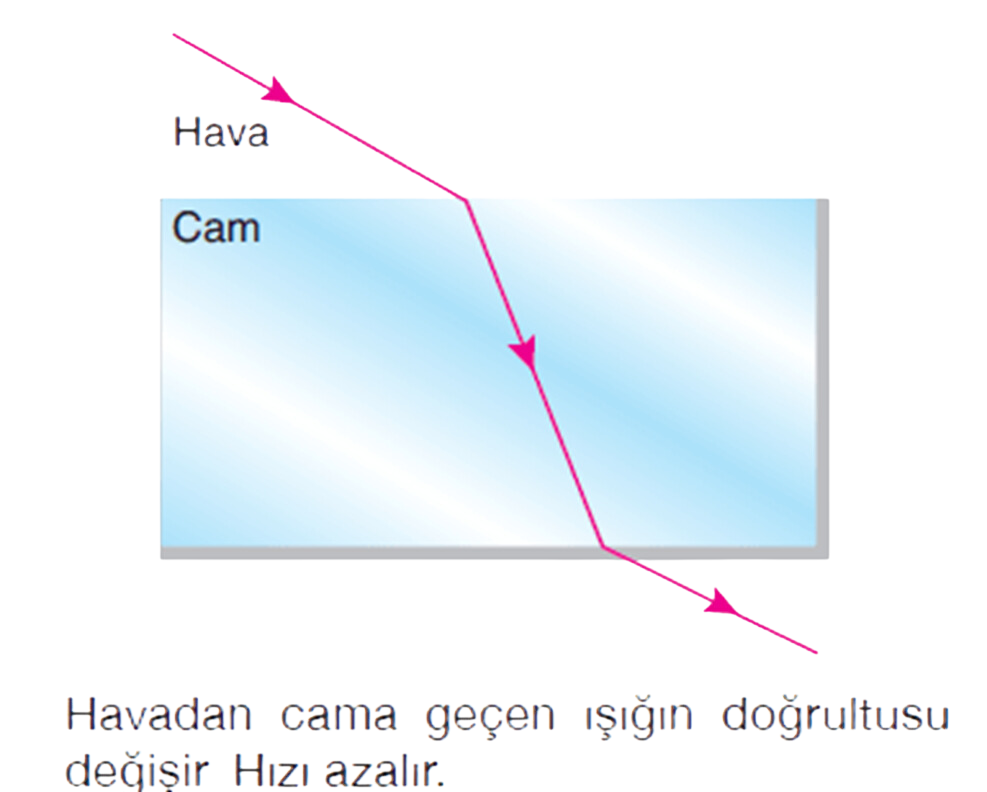 Hava
Cam
Havadan cama geçen ışığın doğrultusu
değişir Hızı azalır.